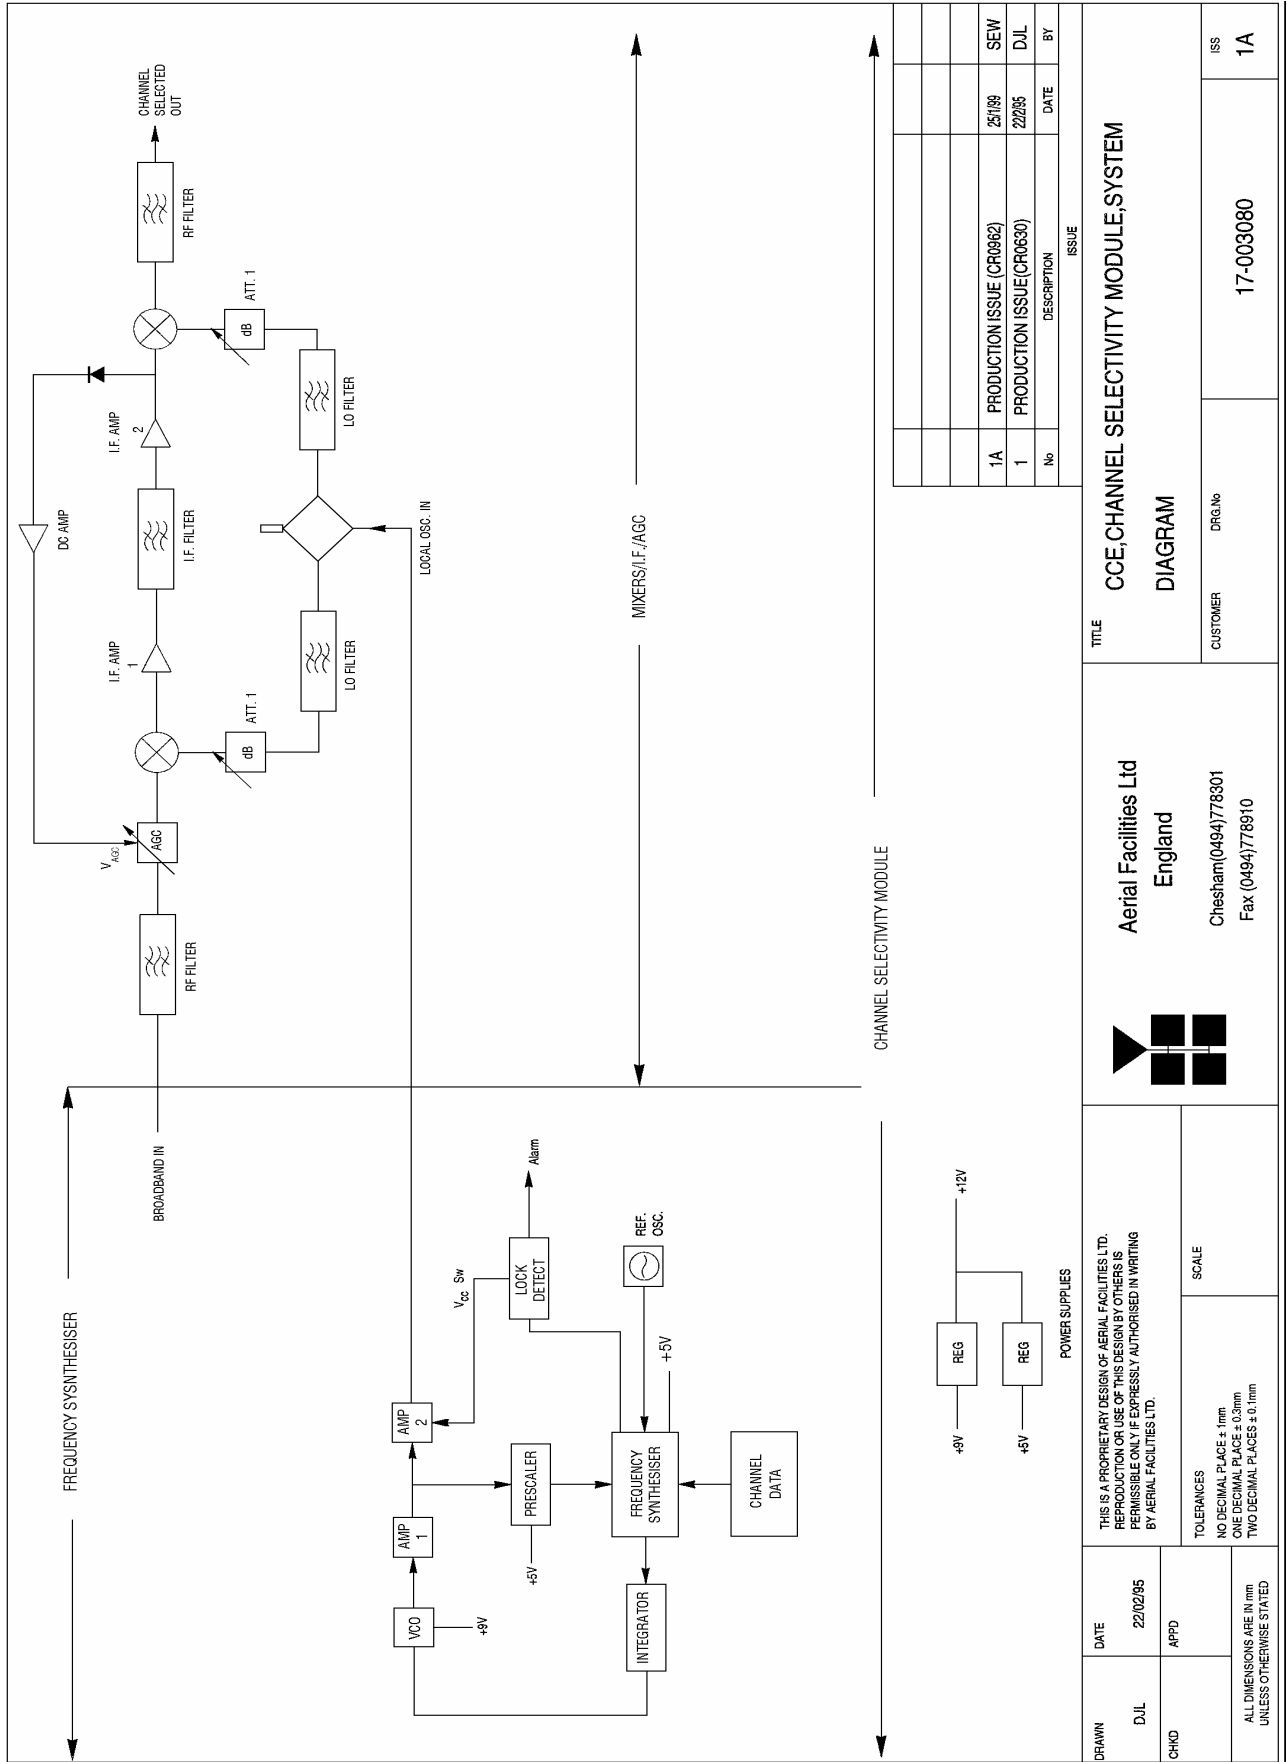 FREQUENCY SYSNTHESISER
BROADBAND IN
RF FILTER
V AGC
AGC
DC AMP
I.F. AMP
1
I.F. FILTER
I.F. AMP
2
RF FILTER
CHANNEL
SELECTED
OUT
dB
ATT. 1
dB
ATT. 1
LO FILTER
LO FILTER
LOCAL OSC. IN
VCO
+9V
AMP
1
AMP
2
Vcc Sw
LOCK
DETECT
Alarm
PRESCALER
+5V
INTEGRATOR
FREQUENCY
SYNTHESISER
+5V
REF.
OSC.
CHANNEL
DATA
MIXERS/I.F./AGC
CHANNEL SELECTIVITY MODULE
+9V
REG
+12V
+5V
REG
POWER SUPPLIES
1A
PRODUCTION ISSUE (CR0962)
25/1/99
SEW
1
PRODUCTION ISSUE(CR0630)
22/2/95
DJL
No
DESCRIPTION
DATE
BY
ISSUE
DRAWN
DJL
DATE
22/02/95
CHKD
APPD
ALL DIMENSIONS ARE IN mm
UNLESS OTHERWISE STATED
THIS IS A PROPRIETARY DESIGN OF AERIAL FACILITIES LTD.
REPRODUCTION OR USE OF THIS DESIGN BY OTHERS IS
PERMISSIBLE ONLY IF EXPRESSLY AUTHORISED IN WRITING
BY AERIAL FACILITIES LTD.
TOLERANCES
NO DECIMAL PLACE ± 1mm
ONE DECIMAL PLACE ± 0.3mm
TWO DECIMAL PLACES ± 0.1mm
SCALE
Aerial Facilities Ltd
England
Chesham(0494)778301
Fax (0494)778910
TITLE
CCE,CHANNEL SELECTIVITY MODULE,SYSTEM
DIAGRAM
CUSTOMER
DRG.No
17-003080
ISS
1A